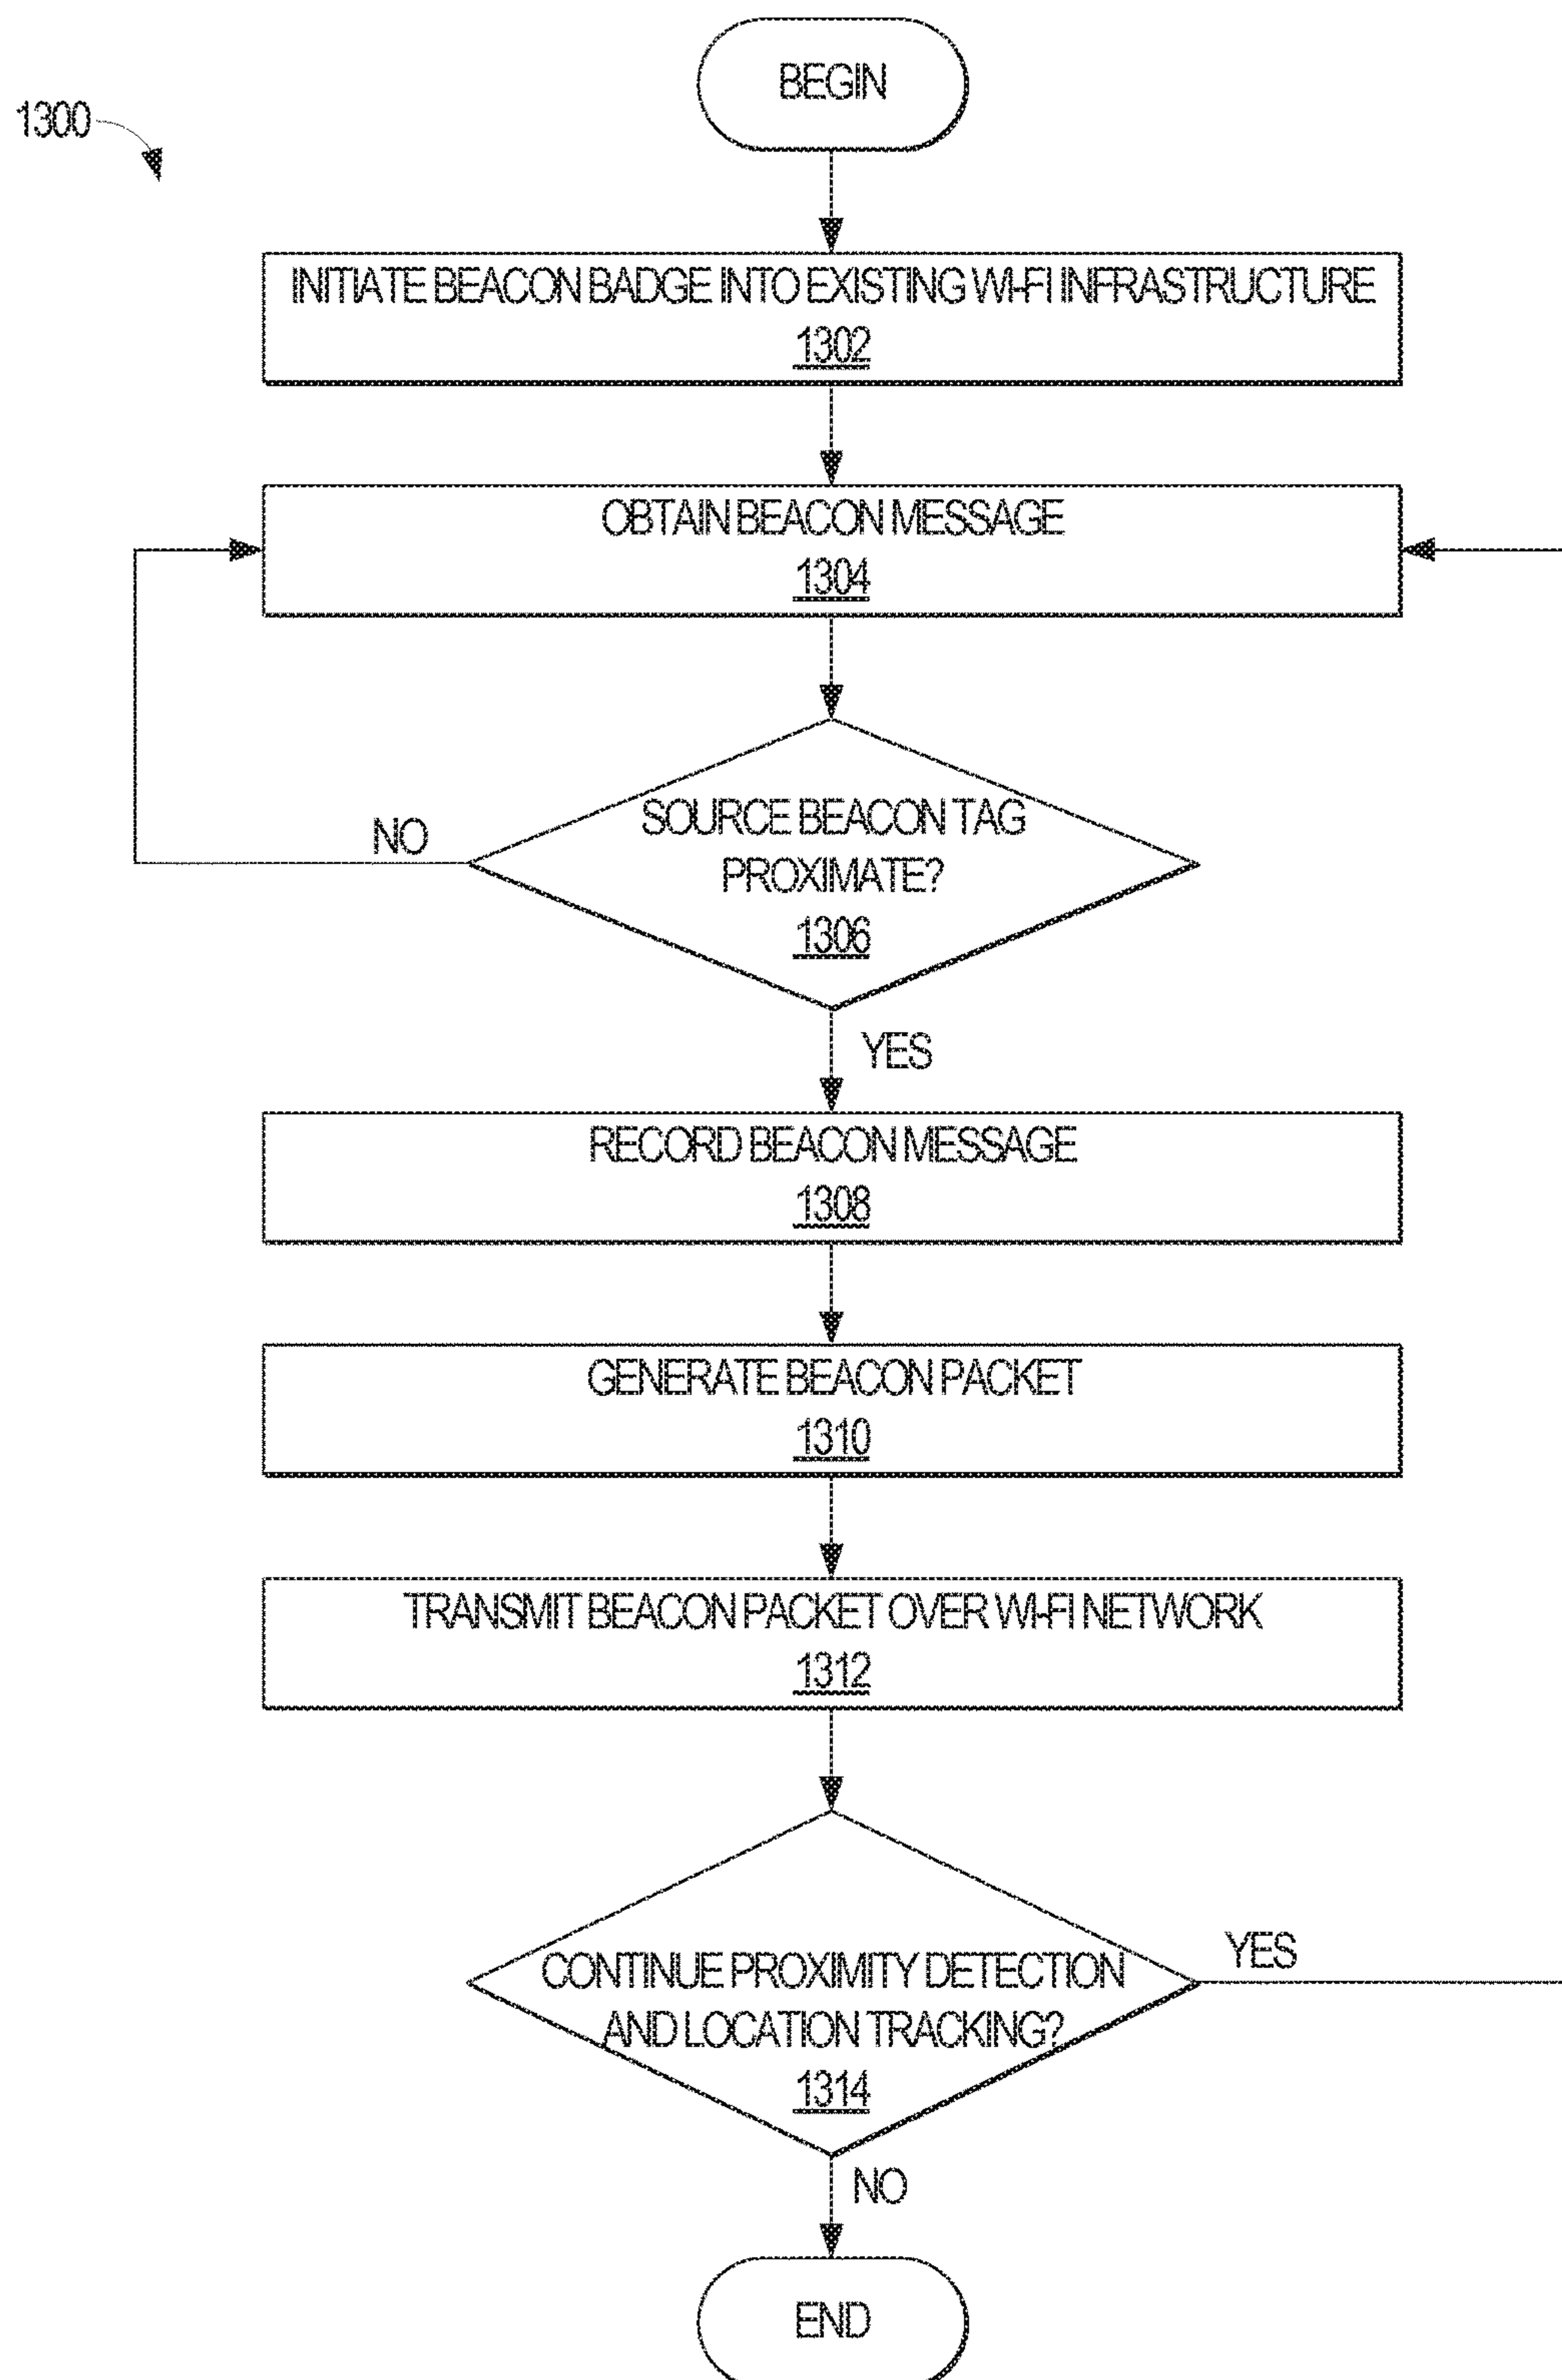 BEGIN
1300
INITIATE BEACON BADGE INTO EXISTING WI-FI INFRASTRUCTURE
1302
OBTAIN BEACON MESSAGE
1304
SOURCE BEACON TAG
NO
PROXIMATE?
1306
YES
RECORD BEACON MESSAGE
1308
GENERATE BEACON PACKET
1310
TRANSMIT BEACON PACKET OVER WI-FI NETWORK
1312
YES
CONTINUE PROXIMITY DETECTION
AND LOCATION TRACKING?
1314
NO
END